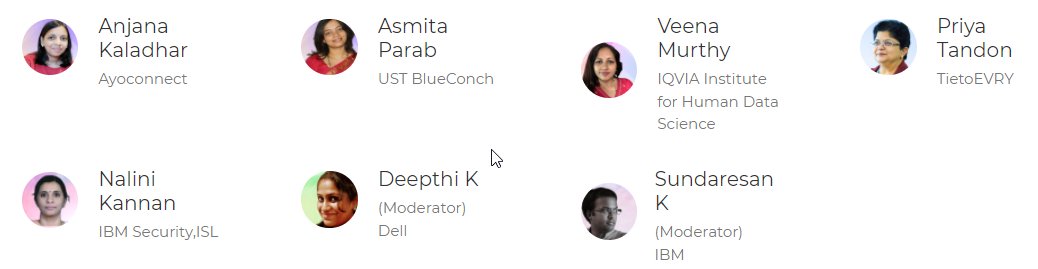 Anjana
Kaladhar
Ayoconnect
Asmita
Parab
UST BlueConch
Veena
Murthy
IQVIA Institute
for Human Data
Science
Priya
Tandon
TietoEVRY
Nalini
Kannan
IBM Security,ISL
Deepthi K
(Moderator)
Dell
Sundaresan
K
(Moderator)
IBM